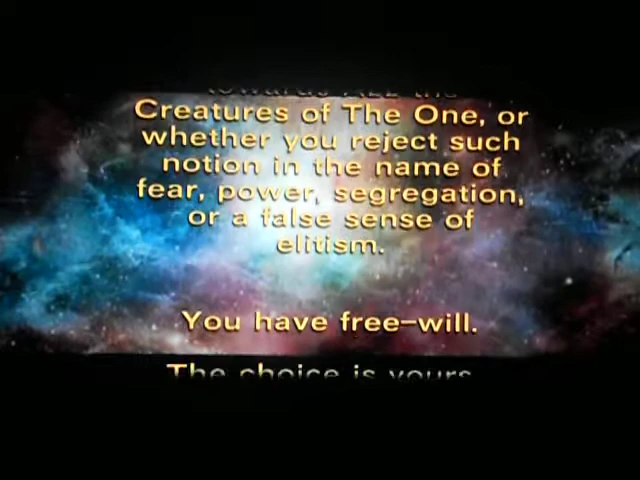 towards ALL the
Creatures of The One, or
whether you reject such
notion in the name of
fear, power, segregation,
or a false sense of
elitism.
You have free-will.
The choice is yours